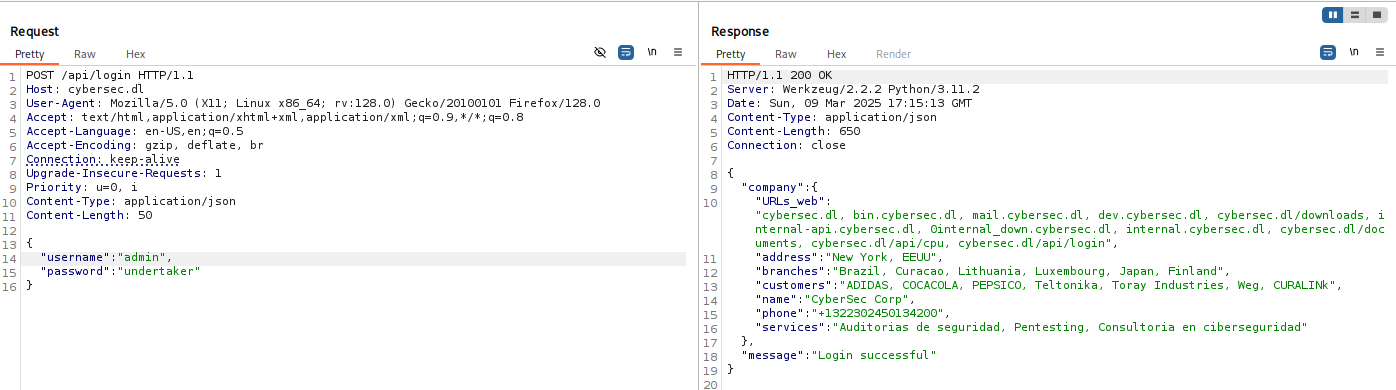 Request
Pretty Raw Hex \n
1 POST /api/login HTTP/1.1
2 Host: cybersec.dl
3 User-Agent: Mozilla/5.0 (X11; Linux x86_64; rv:128.0) Gecko/20100101 Firefox/128.0
4 Accept: text/html,application/xhtml+xml,application/xml;q=0.9,*/*;q=0.8
5 Accept-Language: en-US,en;q=0.5
6 Accept-Encoding: gzip, deflate, br
7 Connection: keep-alive
8 Upgrade-Insecure-Requests: 1
9 Priority: u=0, i
10 Content-Type: application/json
11 Content-Length: 50
12
13 {
14 "username":"admin",
15 "password":"undertaker"
16 }
Response
Pretty Raw Hex Render \n
1 HTTP/1.1 200 OK
2 Server: Werkzeug/2.2.2 Python/3.11.2
3 Date: Sun, 09 Mar 2025 17:15:13 GMT
4 Content-Type: application/json
5 Content-Length: 650
6 Connection: close
7
8 {
9 "company":{
10 "URLs_web":
"cybersec.dl, bin.cybersec.dl, mail.cybersec.dl, dev.cybersec.dl, cybersec.dl/downloads, i
nternal-api.cybersec.dl, 0internal_down.cybersec.dl, internal.cybersec.dl, cybersec.dl/doc
uments, cybersec.dl/api/cpu, cybersec.dl/api/login",
11 "address":"New York, EEUU",
12 "branches":"Brazil, Curacao, Lithuania, Luxembourg, Japan, Finland",
13 "customers":"ADIDAS, COCACOLA, PEPSICO, Teltonika, Toray Industries, Weg, CURALINk",
14 "name":"CyberSec Corp",
15 "phone":"+1322302450134200",
16 "services":"Auditorias de seguridad, Pentesting, Consultoria en ciberseguridad"
17 },
18 "message":"Login successful"
19 }
20